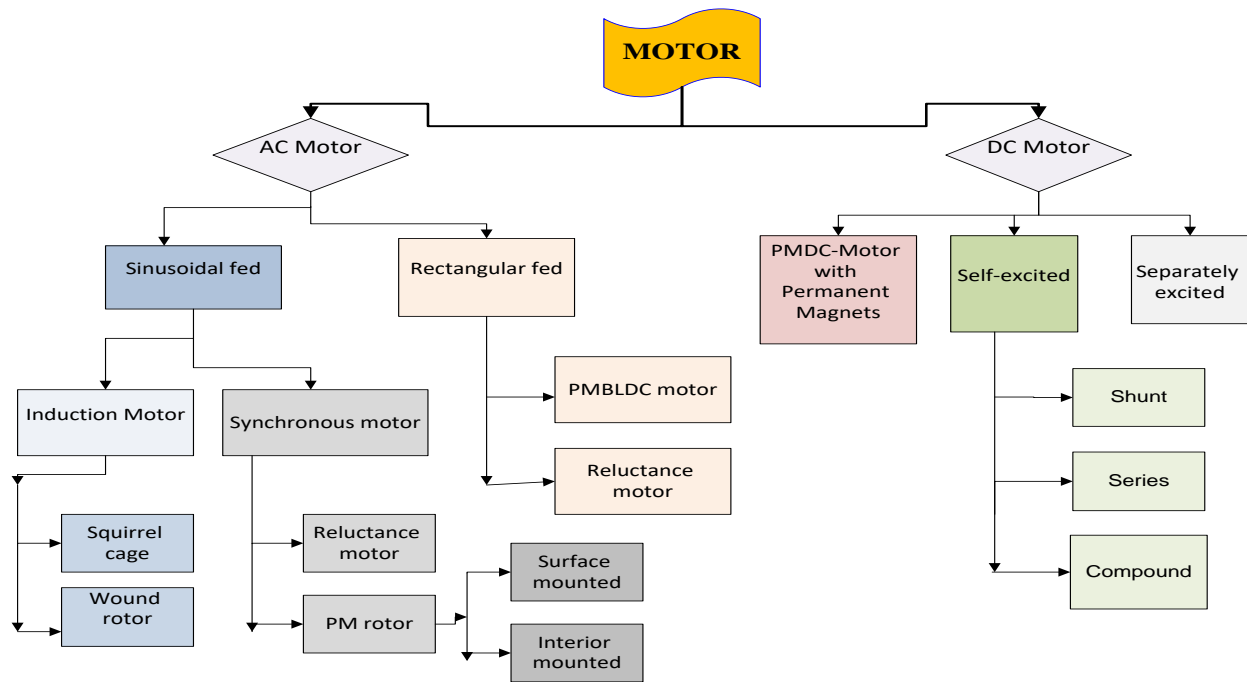 MOTOR
AC Motor
DC Motor
Sinusoidal fed
Rectangular fed
PMDC-Motor
with
Permanent
Magnets
Self-excited
Separately
excited
Induction Motor
Synchronous motor
PMBLDC motor
Reluctance
motor
Shunt
Series
Compound
Squirrel
cage
Wound
rotor
Reluctance
motor
PM rotor
Surface
mounted
Interior
mounted